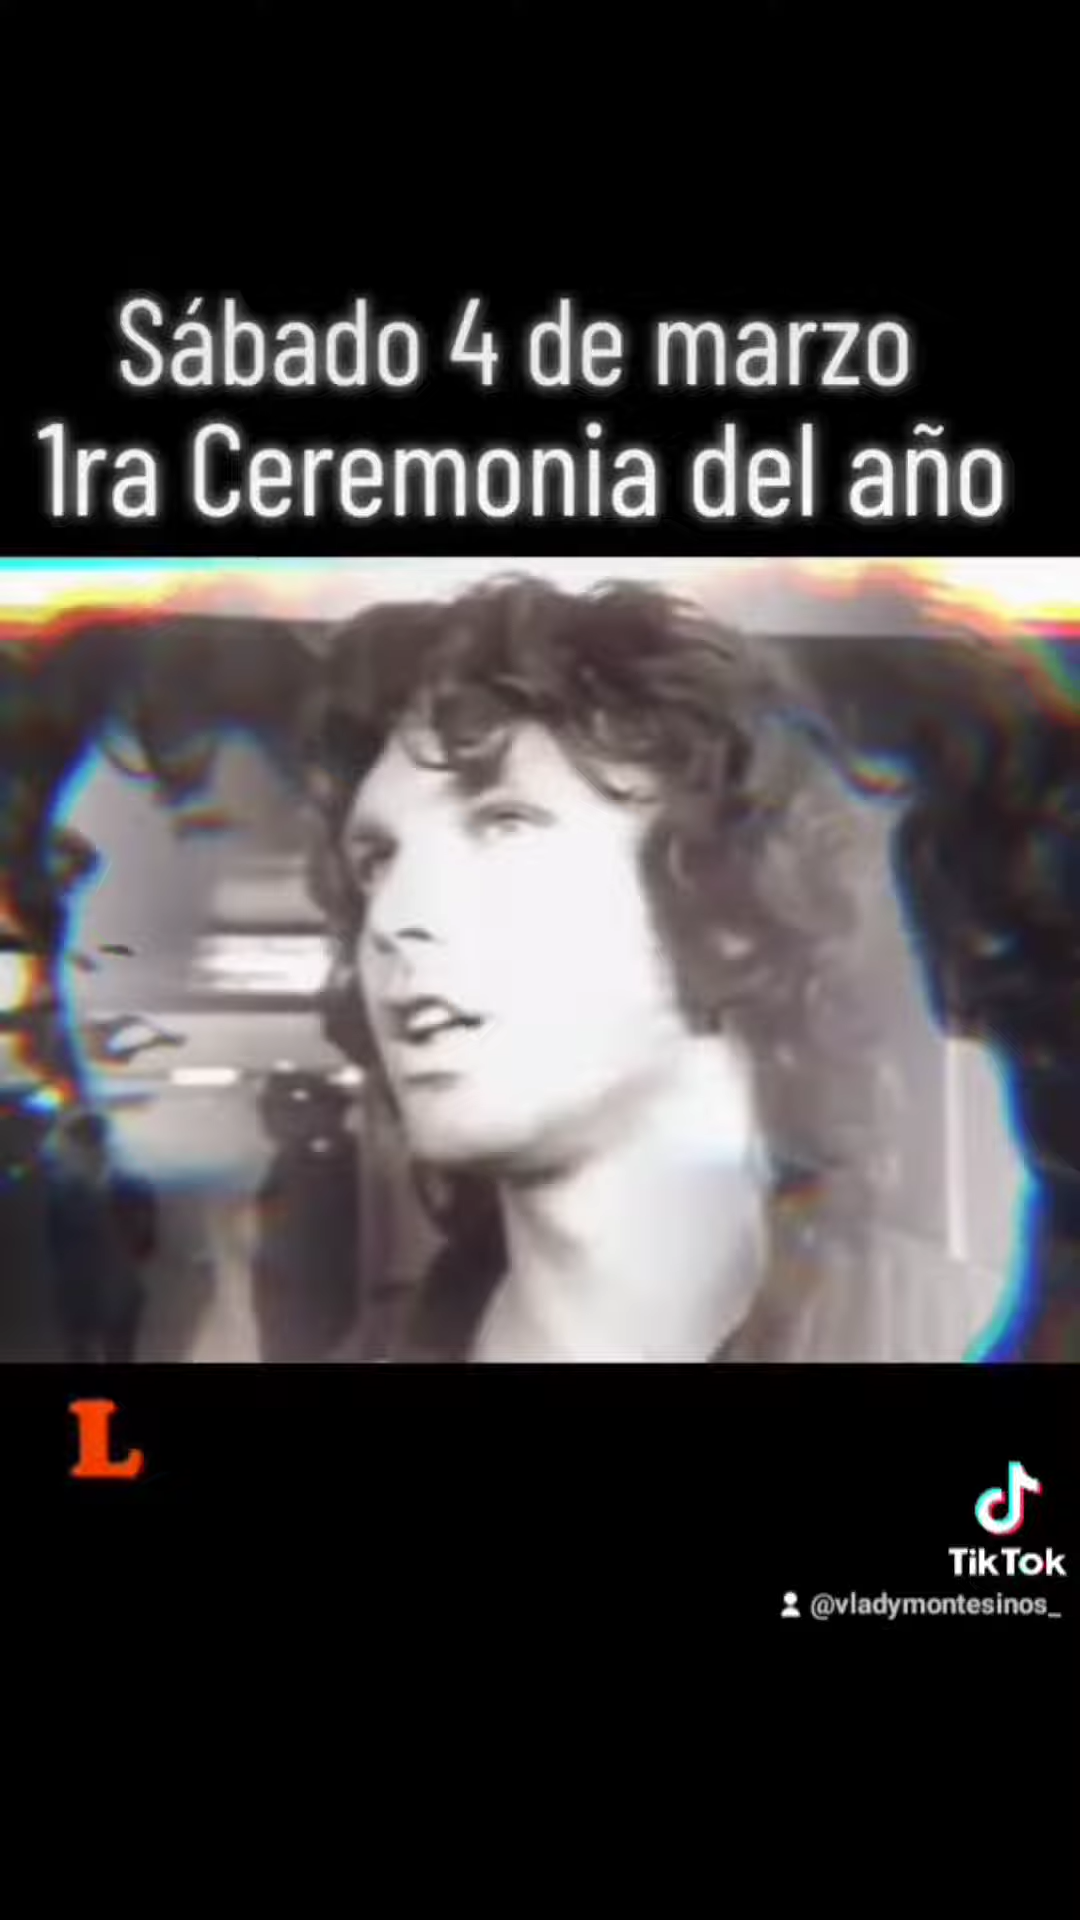 Sábado 4 de marzo
1ra Ceremonia del año
L
TikTok
@vladymontesinos_